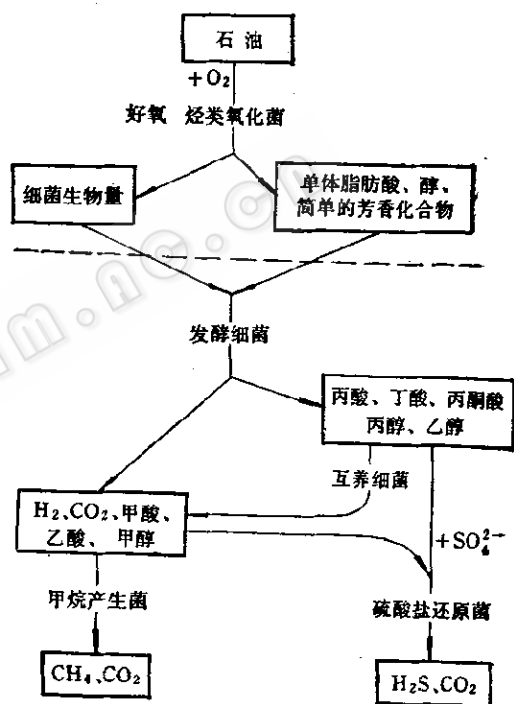 石油
+O₂
好氧 烃类氧化菌
细菌生物量
单体脂肪酸、醇、
简单的芳香化合物
发酵细菌
丙酸、丁酸、丙酮酸
丙醇、乙醇
互养细菌
H₂、CO₂、甲酸、
乙酸、甲醇
+SO₄²⁻
甲烷产生菌
硫酸盐还原菌
CH₄、CO₂
H₂S、CO₂